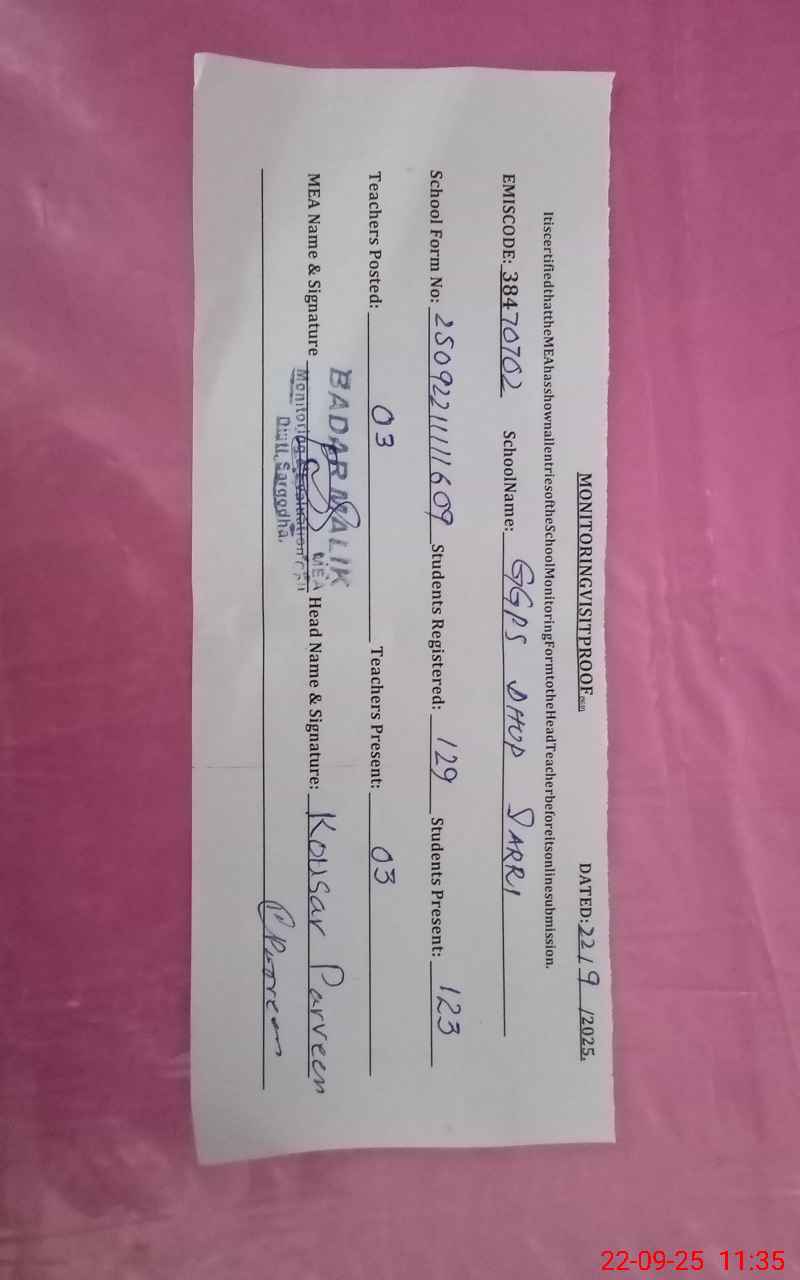 MONITORINGVISITPROOF DATED: 22/9 /2025.
ItiscertifiedthattheMEAhasshownallentriesoftheSchoolMonitoringFormtotheHeadTeacherbeforeitsonlinesubmission.
EMISCODE: 38470702 SchoolName: GGPS DHUP SARRI
School Form No: 250922111111609 Students Registered: 129 Students Present: 123
Teachers Posted: 03 Teachers Present: 03
BADAR MALIK
MEA
MEA Name & Signature Head Name & Signature: Kousar Parveen
Monitoring & Evaluation Cell
Distt. Sargodha.
22-09-25 11:35